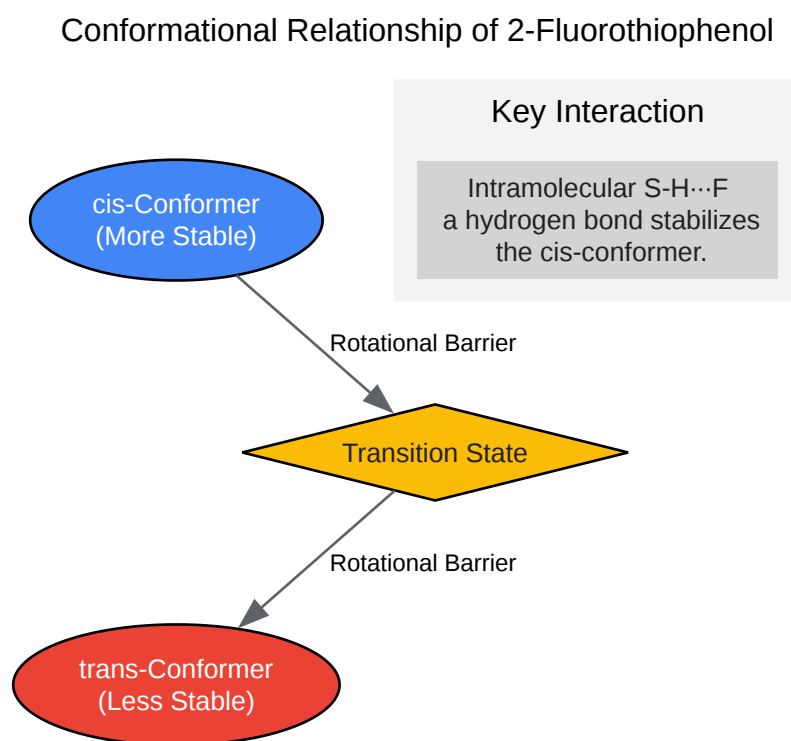 Conformational Relationship of 2-Fluorothiophenol
Key Interaction
Intramolecular S-H···F
a hydrogen bond stabilizes
the cis-conformer.
cis-Conformer
(More Stable)
Rotational Barrier
Transition State
Rotational Barrier
trans-Conformer
(Less Stable)